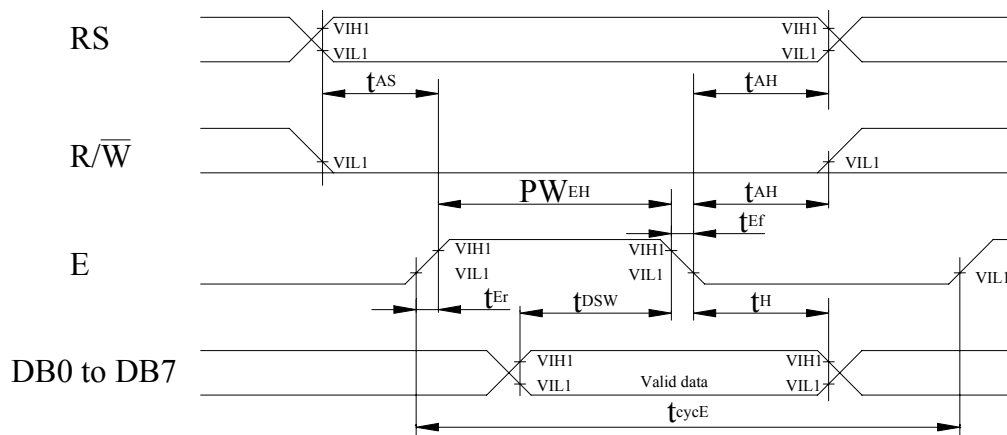 RS
VIH1
VIL1
VIH1
VIL1
tAS
tAH
R/W̅
VIL1
VIL1
PWEH
tAH
tEf
E
VIH1
VIL1
VIH1
VIL1
VIL1
tEr
tDSW
tH
DB0 to DB7
VIH1
VIL1
Valid data
VIH1
VIL1
tcycE